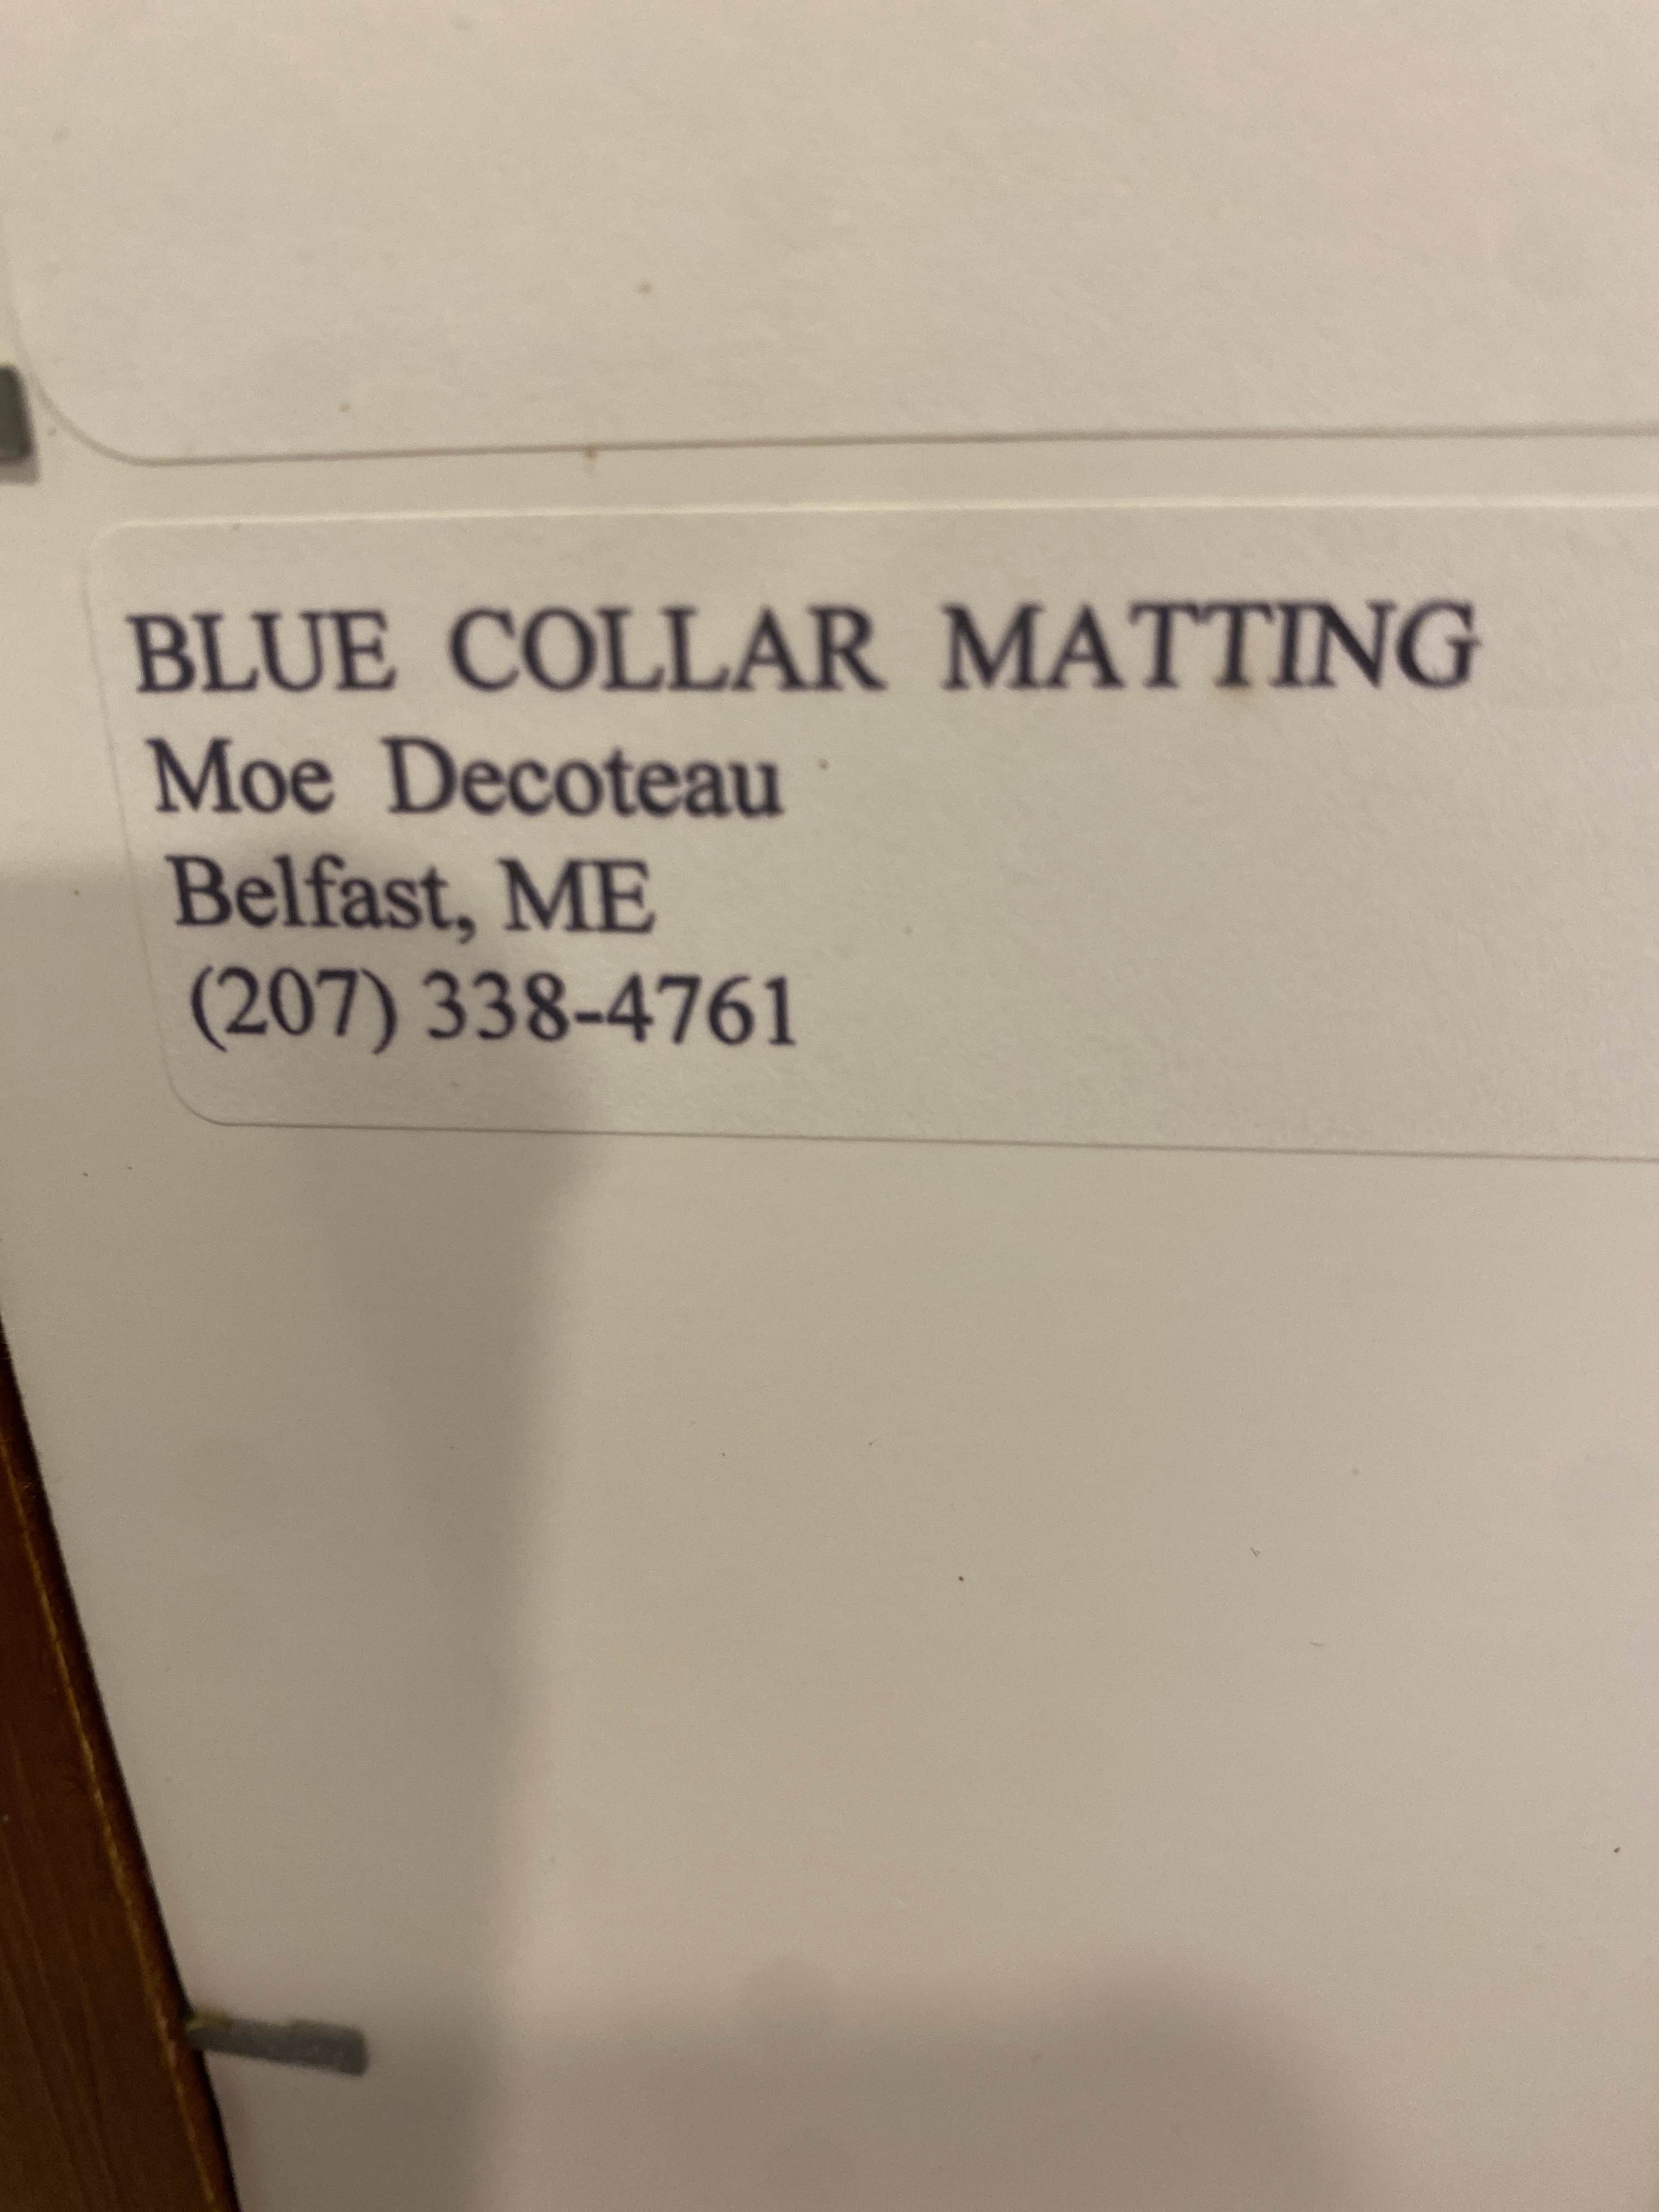 BLUE COLLAR MATTING
Moe Decoteau
Belfast, ME
(207) 338-4761